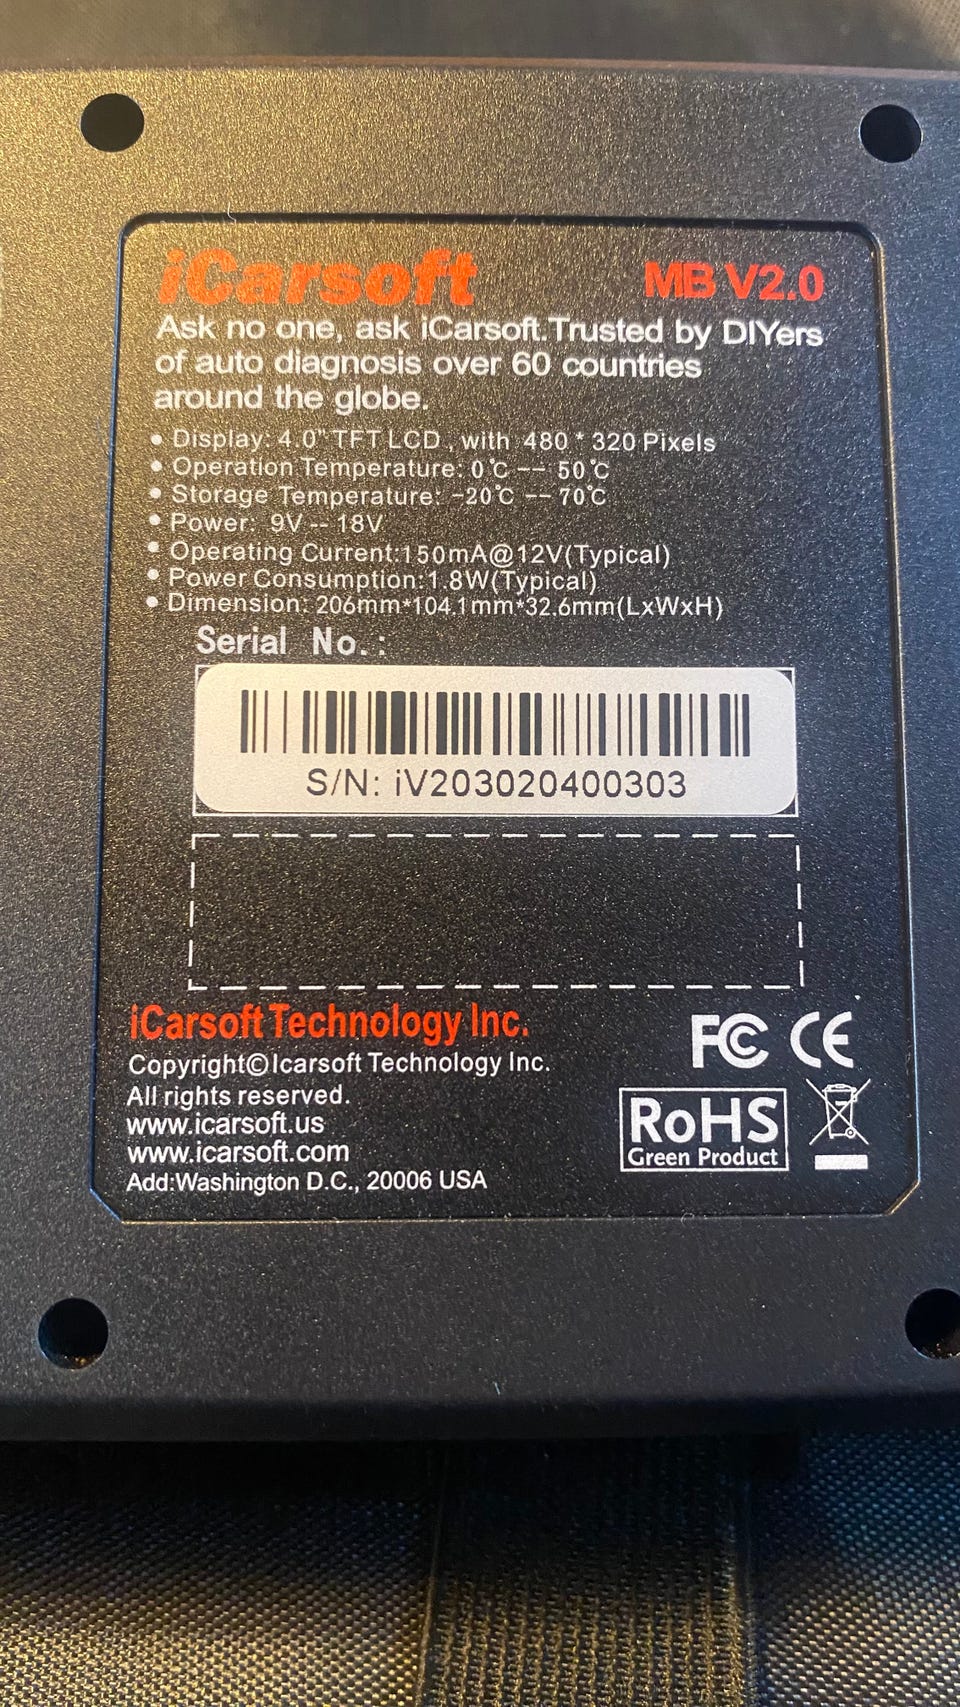 iCarsoft MB V2.0
Ask no one, ask iCarsoft.Trusted by DIYers
of auto diagnosis over 60 countries
around the globe.
• Display: 4.0" TFT LCD , with 480 * 320 Pixels
• Operation Temperature: 0℃ -- 50℃
• Storage Temperature: -20℃ -- 70℃
• Power: 9V -- 18V
• Operating Current:150mA@12V(Typical)
• Power Consumption:1.8W(Typical)
• Dimension: 206mm*104.1mm*32.6mm(LxWxH)
Serial No.:
S/N: iV203020400303
iCarsoft Technology Inc.
Copyright©Icarsoft Technology Inc.
All rights reserved.
www.icarsoft.us
www.icarsoft.com
Add:Washington D.C., 20006 USA
FC CE
RoHS
Green Product